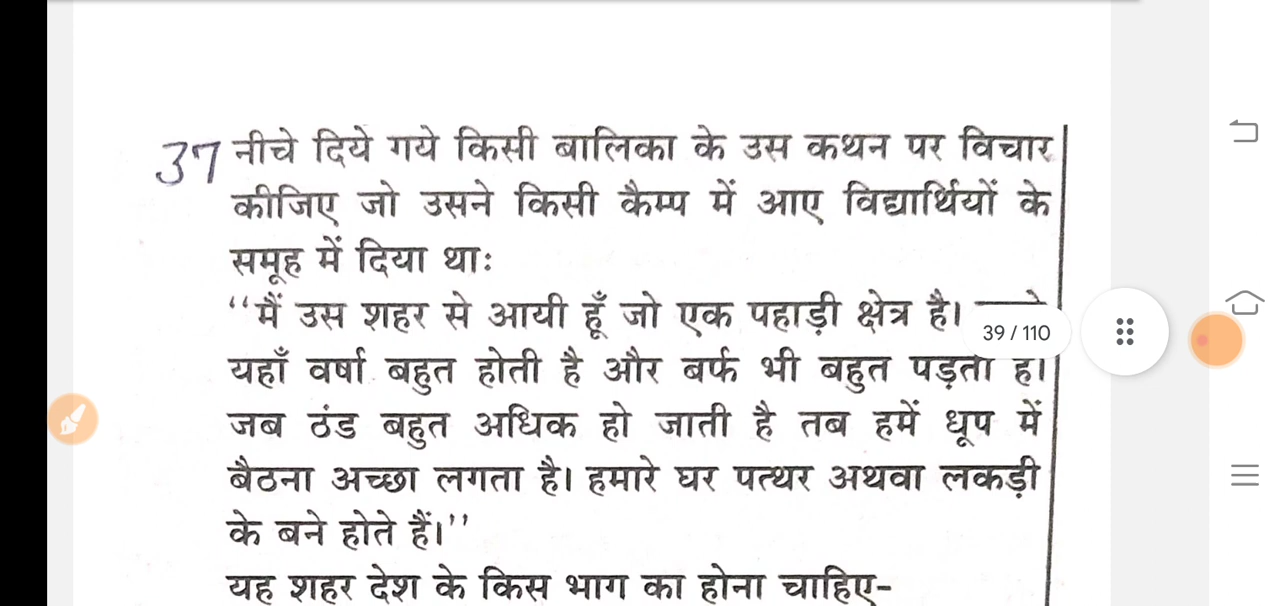 37 नीचे दिये गये किसी बालिका के उस कथन पर विचार
कीजिए जो उसने किसी कैम्प में आए विद्यार्थियों के
समूह में दिया थाः
‘‘मैं उस शहर से आयी हूँ जो एक पहाड़ी क्षेत्र है।
39 / 110
यहाँ वर्षा बहुत होती है और बर्फ भी बहुत
जब ठंड बहुत अधिक हो जाती है तब हमें धूप में
बैठना अच्छा लगता है। हमारे घर पत्थर अथवा लकड़ी
के बने होते हैं।’’
यह शहर देश के किस भाग का होना चाहिए-